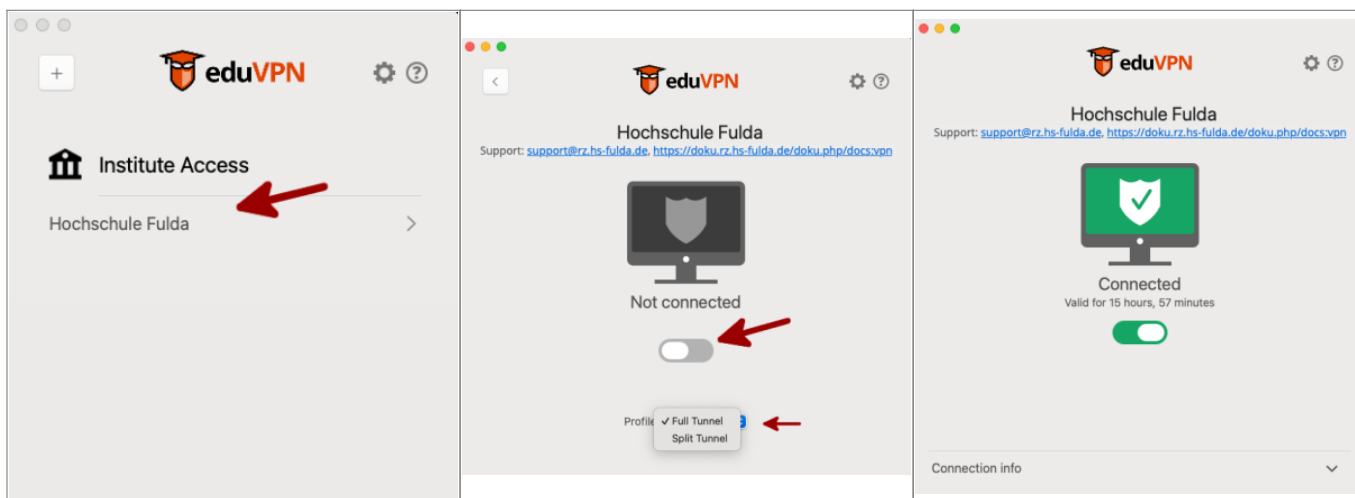 +
eduVPN
Institute Access
Hochschule Fulda
eduVPN
Hochschule Fulda
Support: support@rz.hs-fulda.de, https://doku.rz.hs-fulda.de/doku.php/docs:vpn
Not connected
Profile
✓ Full Tunnel
Split Tunnel
eduVPN
Hochschule Fulda
Support: support@rz.hs-fulda.de, https://doku.rz.hs-fulda.de/doku.php/docs:vpn
Connected
Valid for 15 hours, 57 minutes
Connection info